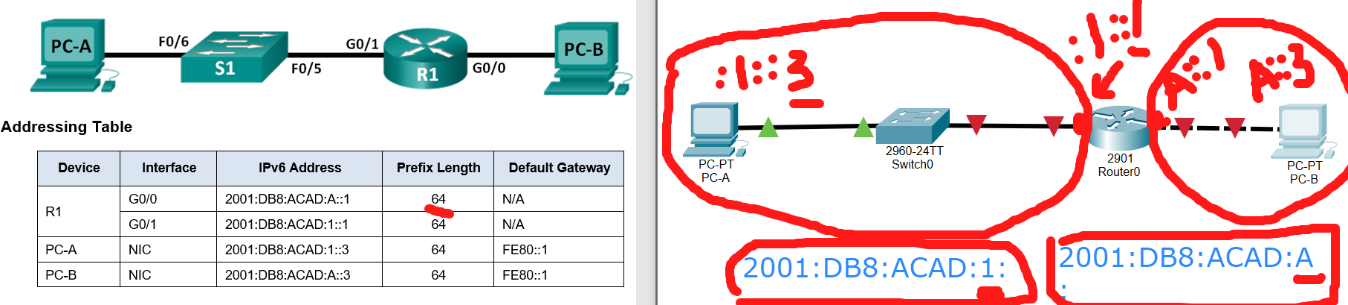 PC-A
F0/6
S1
F0/5
G0/1
R1
G0/0
PC-B
Addressing Table
Device Interface IPv6 Address Prefix Length Default Gateway
R1 G0/0 2001:DB8:ACAD:A::1 64 N/A
G0/1 2001:DB8:ACAD:1::1 64 N/A
PC-A NIC 2001:DB8:ACAD:1::3 64 FE80::1
PC-B NIC 2001:DB8:ACAD:A::3 64 FE80::1
:1::3
:1::1
A::1
A::3
PC-PT
PC-A
2960-24TT
Switch0
2901
Router0
PC-PT
PC-B
2001:DB8:ACAD:1:
2001:DB8:ACAD:A
: